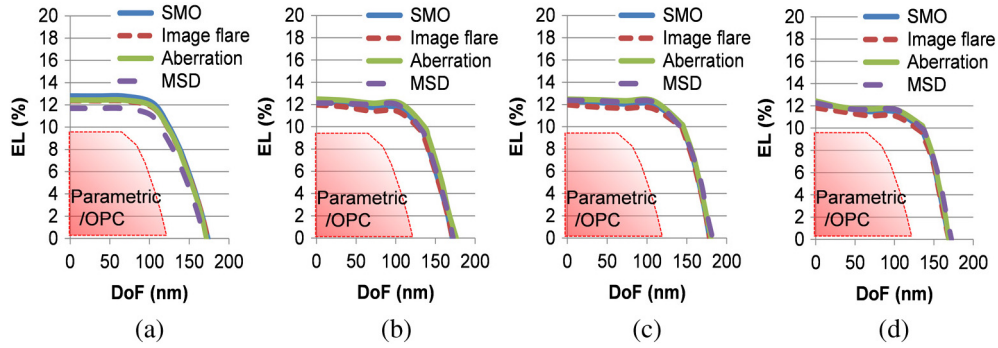 SMO
Image flare
Aberration
MSD
20
18
16
14
12
10
8
6
4
2
0
EL (%)
Parametric
/OPC
0 50 100 150 200
DoF (nm)
(a)
SMO
Image flare
Aberration
MSD
20
18
16
14
12
10
8
6
4
2
0
EL (%)
Parametric
/OPC
0 50 100 150 200
DoF (nm)
(b)
SMO
Image flare
Aberration
MSD
20
18
16
14
12
10
8
6
4
2
0
EL (%)
Parametric
/OPC
0 50 100 150 200
DoF (nm)
(c)
SMO
Image flare
Aberration
MSD
20
18
16
14
12
10
8
6
4
2
0
EL (%)
Parametric
/OPC
0 50 100 150 200
DoF (nm)
(d)